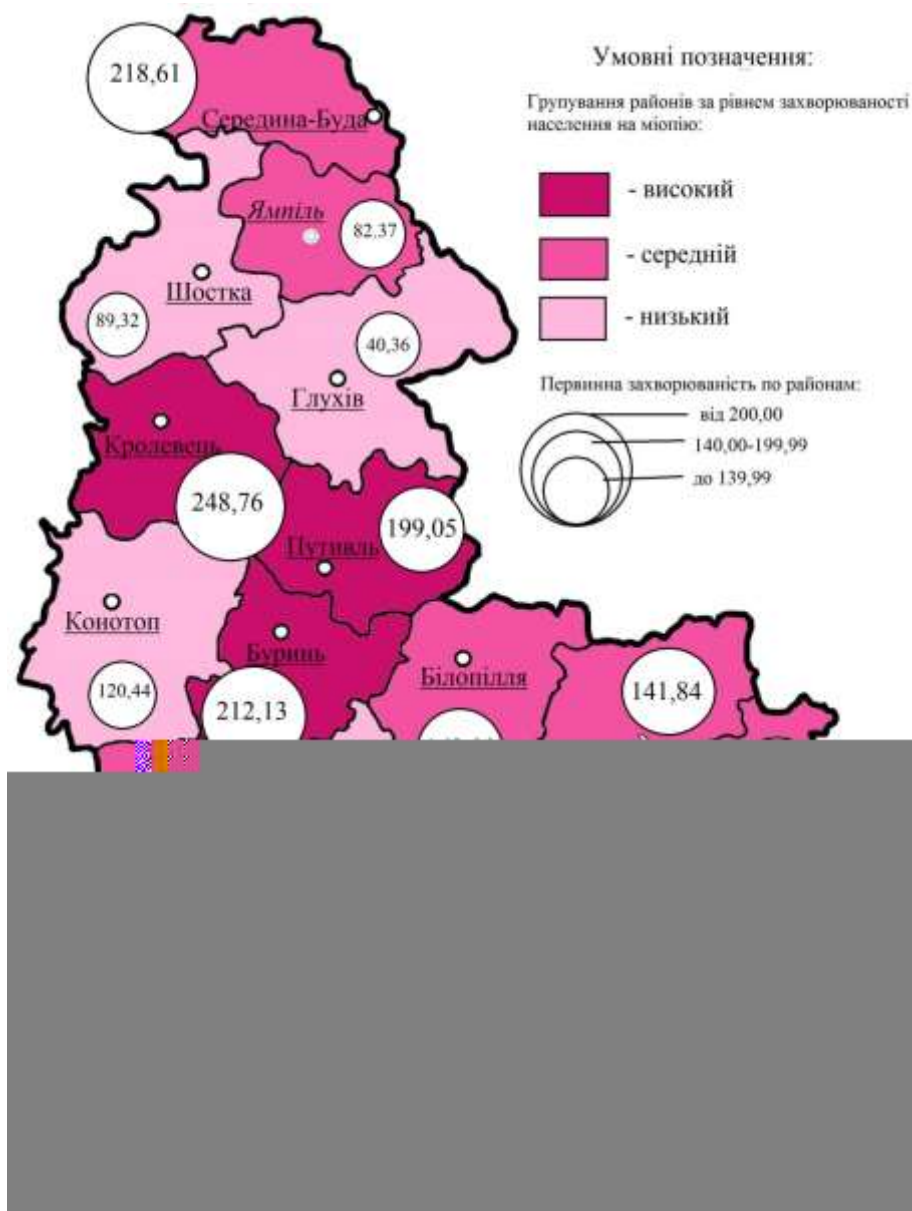 Умовні позначення:
Групування районів за рівнем захворюваності
населення на міопію:
- високий
- середній
- низький
Первинна захворюваність по районам:
від 200,00
140,00-199,99
до 139,99
218,61
Середина-Буда
Ямпіль
82,37
Шостка
89,32
40,36
Глухів
Кролевець
248,76
199,05
Путивль
Конотоп
Буринь
Білопілля
120,44
212,13
141,84